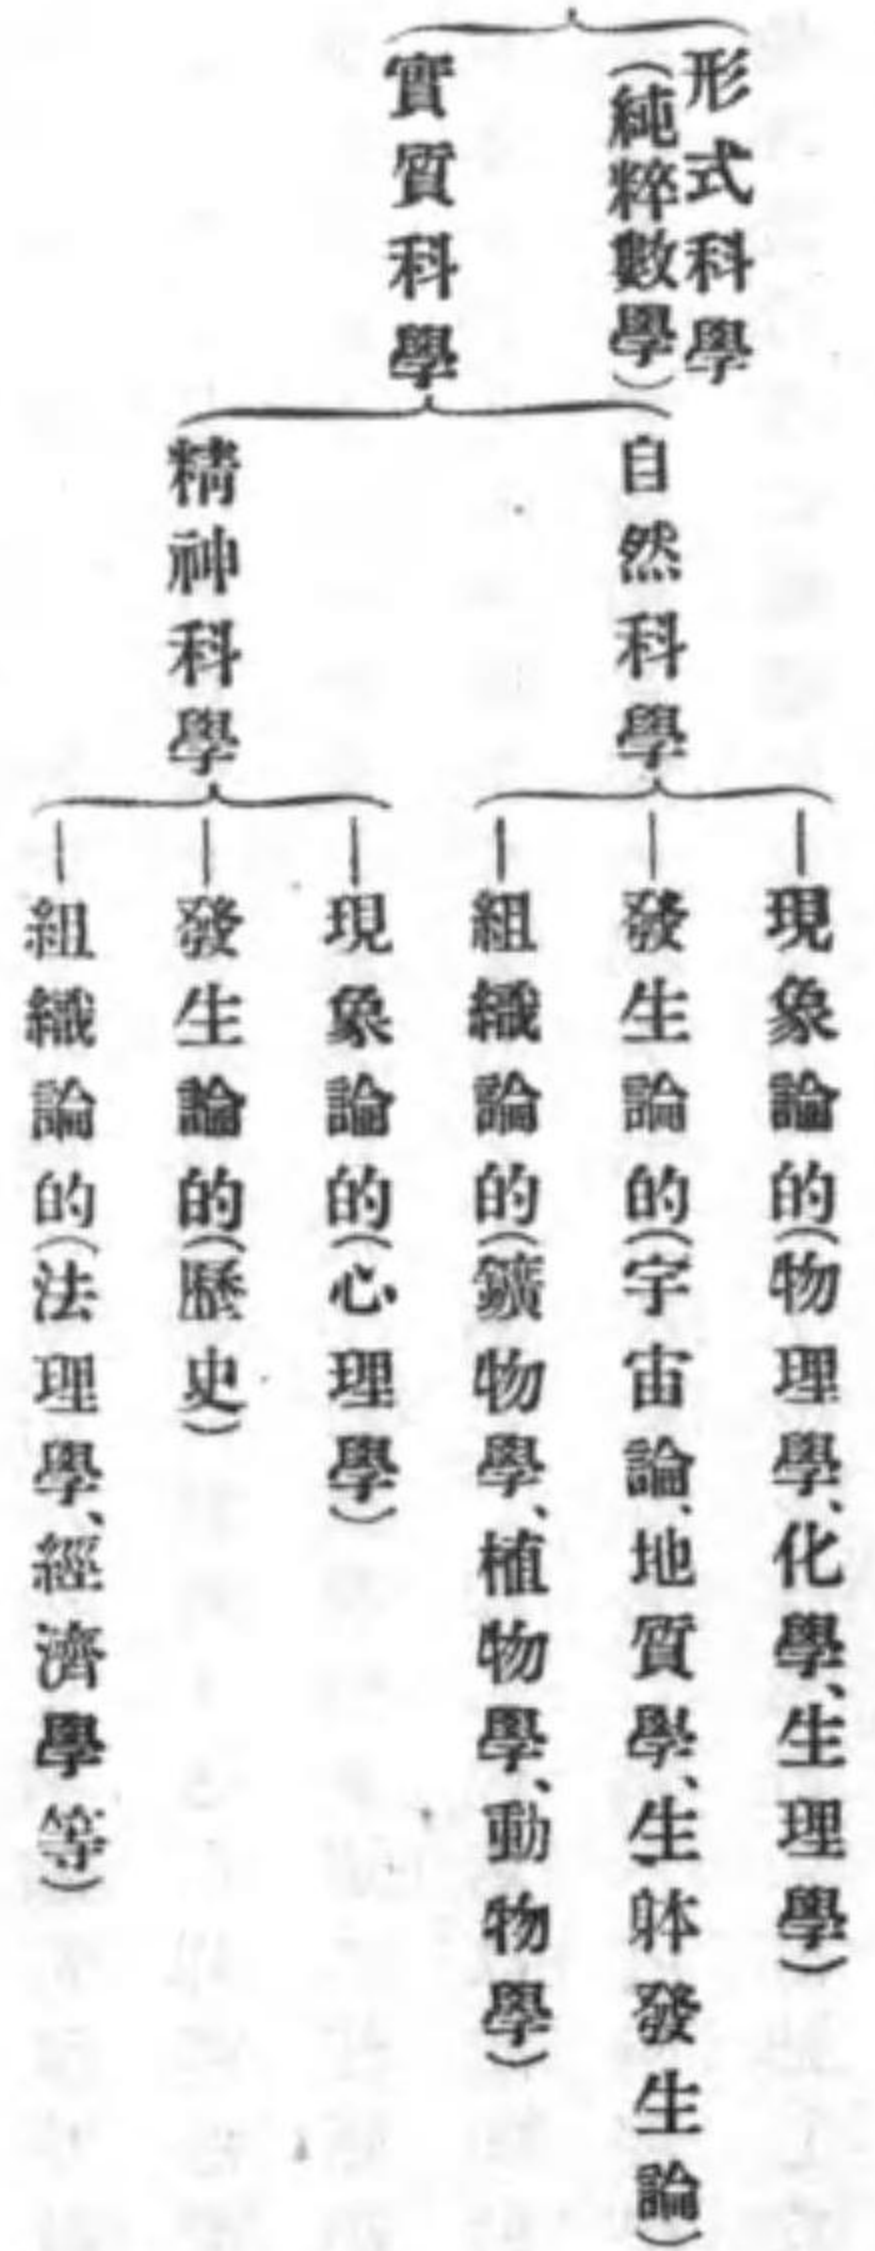 形式科學
(純粹數學)
實質科學
自然科學
精神科學
現象論的(物理學、化學、生理學)
發生論的(宇宙論、地質學、生躰發生論)
組織論的(鑛物學、植物學、動物學)
現象論的(心理學)
發生論的(歷史)
組織論的(法理學、經濟學等)